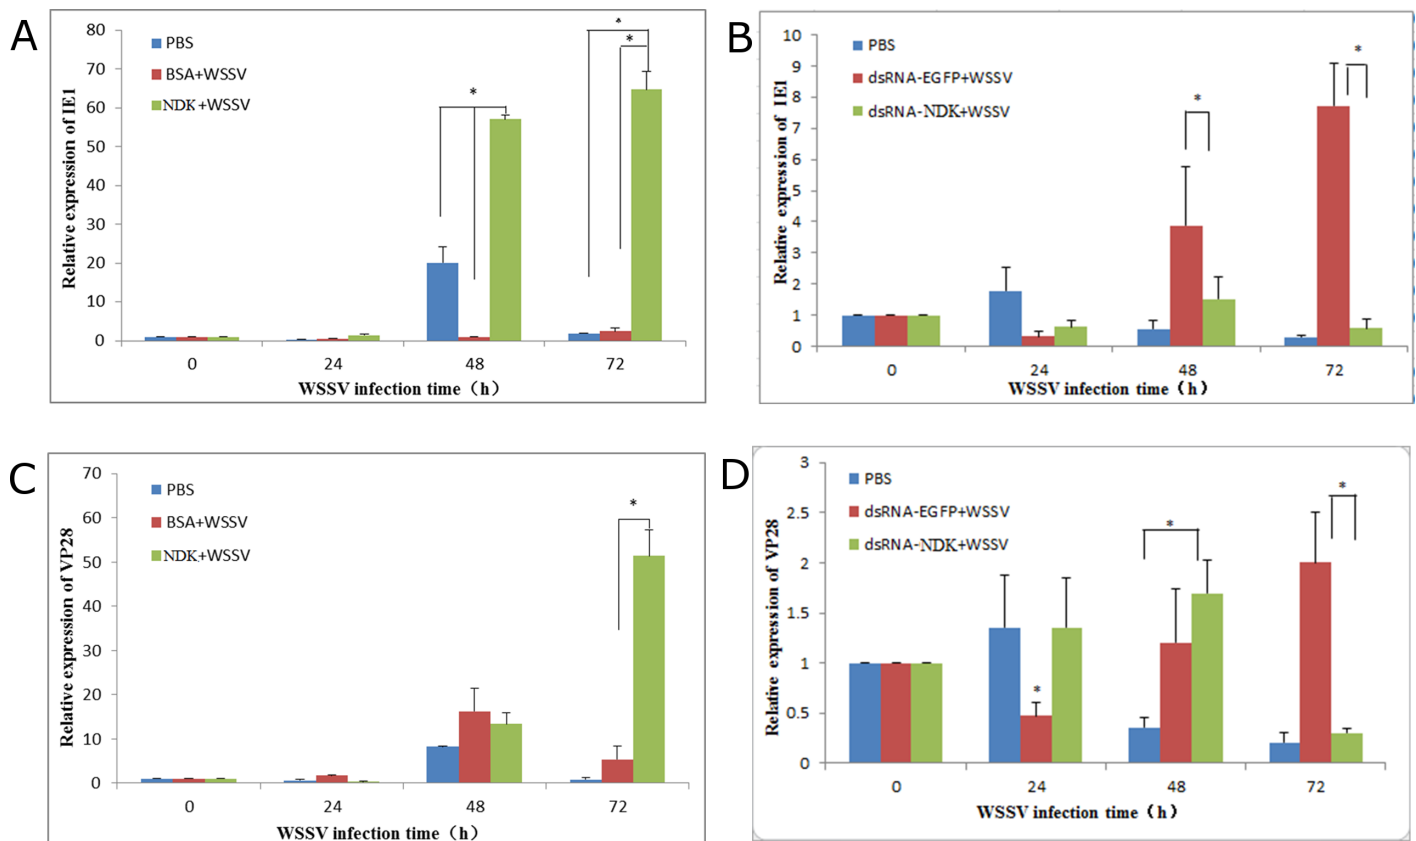 A
80
70
60
50
40
30
20
10
0
Relative expression of IE1
PBS
BSA+WSSV
NDK+WSSV
*
*
*
0 24 48 72
WSSV infection time（h）
B
10
9
8
7
6
5
4
3
2
1
0
Relative expression of IE1
PBS
dsRNA-EGFP+WSSV
dsRNA-NDK+WSSV
*
*
0 24 48 72
WSSV infection time（h）
C
70
60
50
40
30
20
10
0
Relative expression of VP28
PBS
BSA+WSSV
NDK+WSSV
*
0 24 48 72
WSSV infection time（h）
D
3
2.5
2
1.5
1
0.5
0
Relative expression of VP28
PBS
dsRNA-EGFP+WSSV
dsRNA-NDK+WSSV
*
*
*
0 24 48 72
WSSV infection time（h）